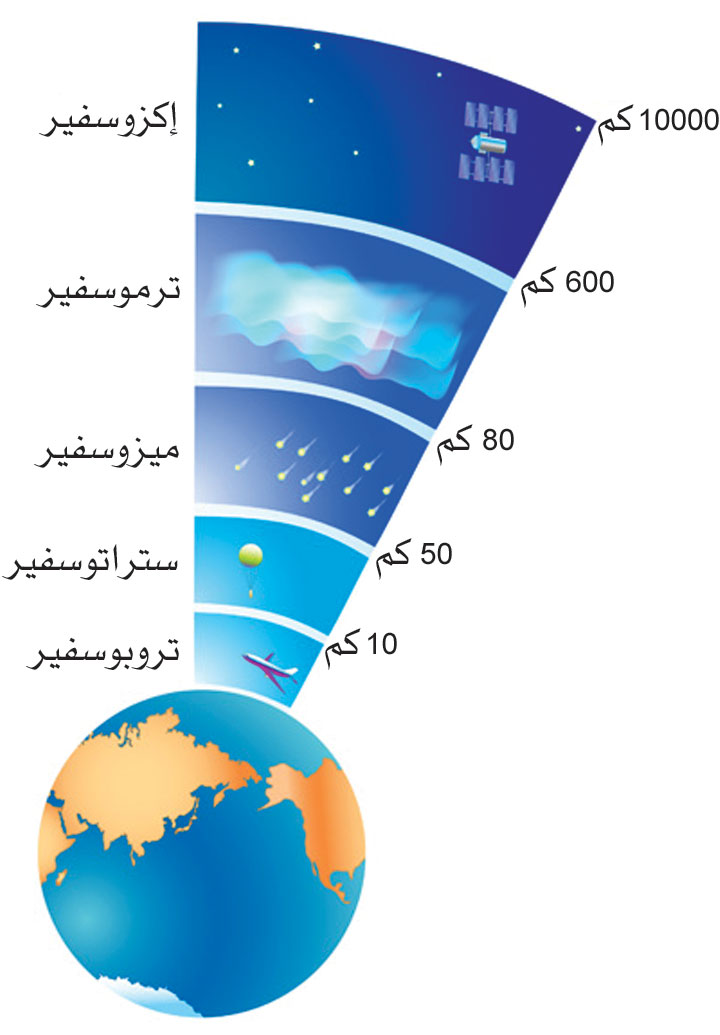 إكزوسفير
10000 كم
ترموسفير
600 كم
ميزوسفير
80 كم
ستراتوسفير
50 كم
تروبوسفير
10 كم